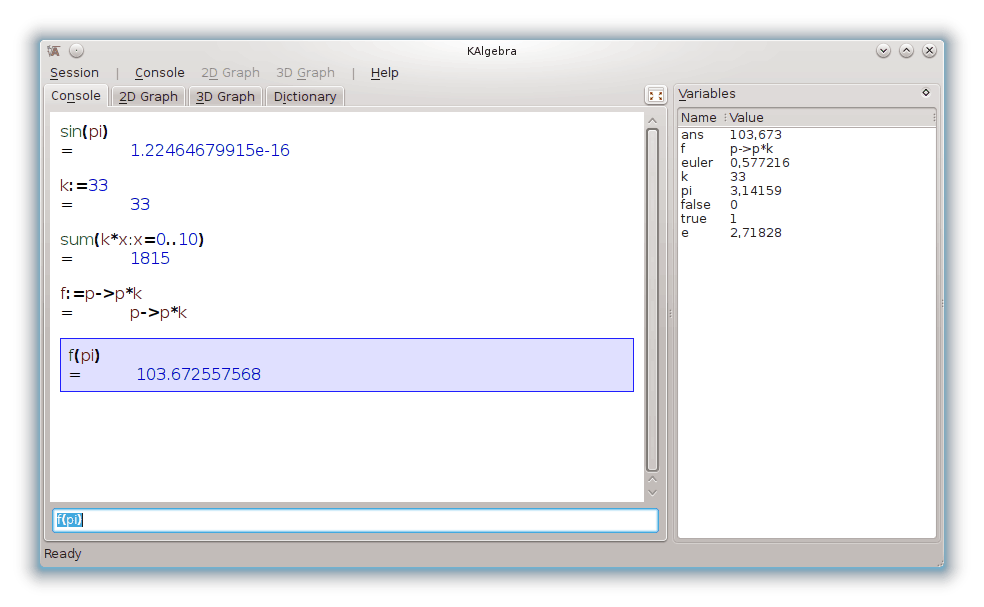 KAlgebra
Session | Console 2D Graph 3D Graph | Help
Console 2D Graph 3D Graph Dictionary
sin(pi)
= 1.22464679915e-16
k:=33
= 33
sum(k*x:x=0..10)
= 1815
f:=p->p*k
= p->p*k
f(pi)
= 103.672557568
f(pi)
Variables
Name Value
ans 103,673
f p->p*k
euler 0,577216
k 33
pi 3,14159
false 0
true 1
e 2,71828
Ready